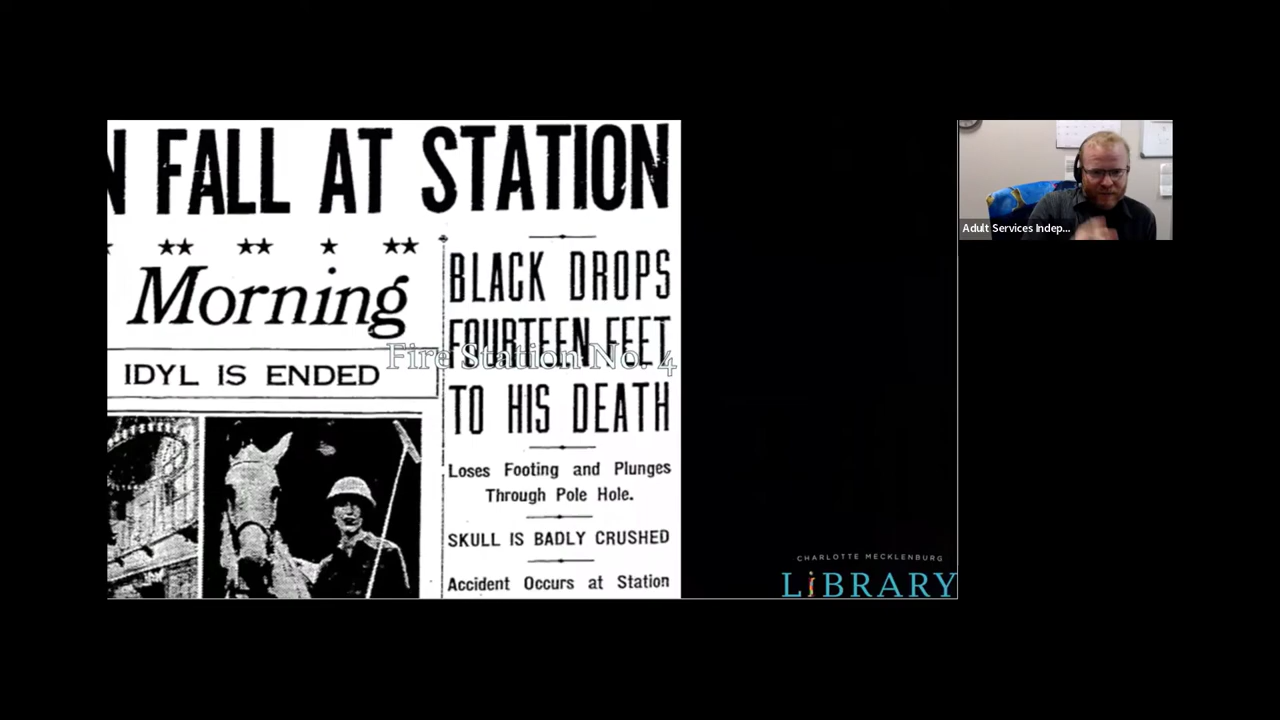 N FALL AT STATION
Morning
IDYL IS ENDED
BLACK DROPS
FOURTEEN FEET
TO HIS DEATH
Fire Station No. 4
Loses Footing and Plunges
Through Pole Hole.
SKULL IS BADLY CRUSHED
Accident Occurs at Station
CHARLOTTE MECKLENBURG
LiBRARY
Adult Services Indep...